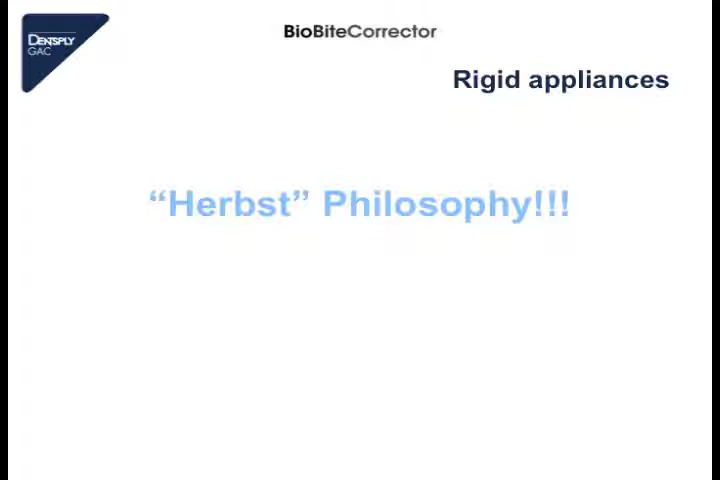 DENTSPLY
GAC
BioBiteCorrector
Rigid appliances
“Herbst” Philosophy!!!